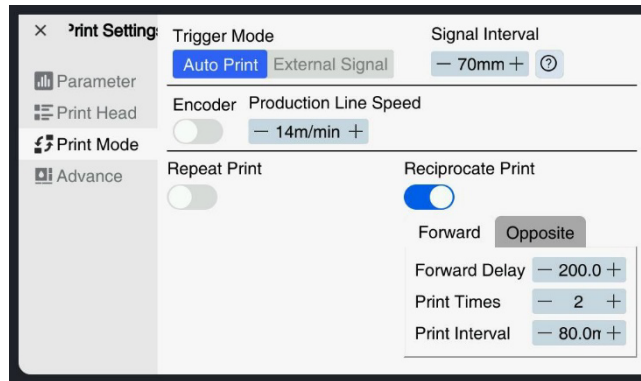 Print Settings
Trigger Mode
Signal Interval
Auto Print
External Signal
− 70mm +
?
Parameter
Print Head
Print Mode
Advance
Encoder
Production Line Speed
− 14m/min +
Repeat Print
Reciprocate Print
Forward
Opposite
Forward Delay
− 200.0 +
Print Times
− 2 +
Print Interval
− 80.0m +